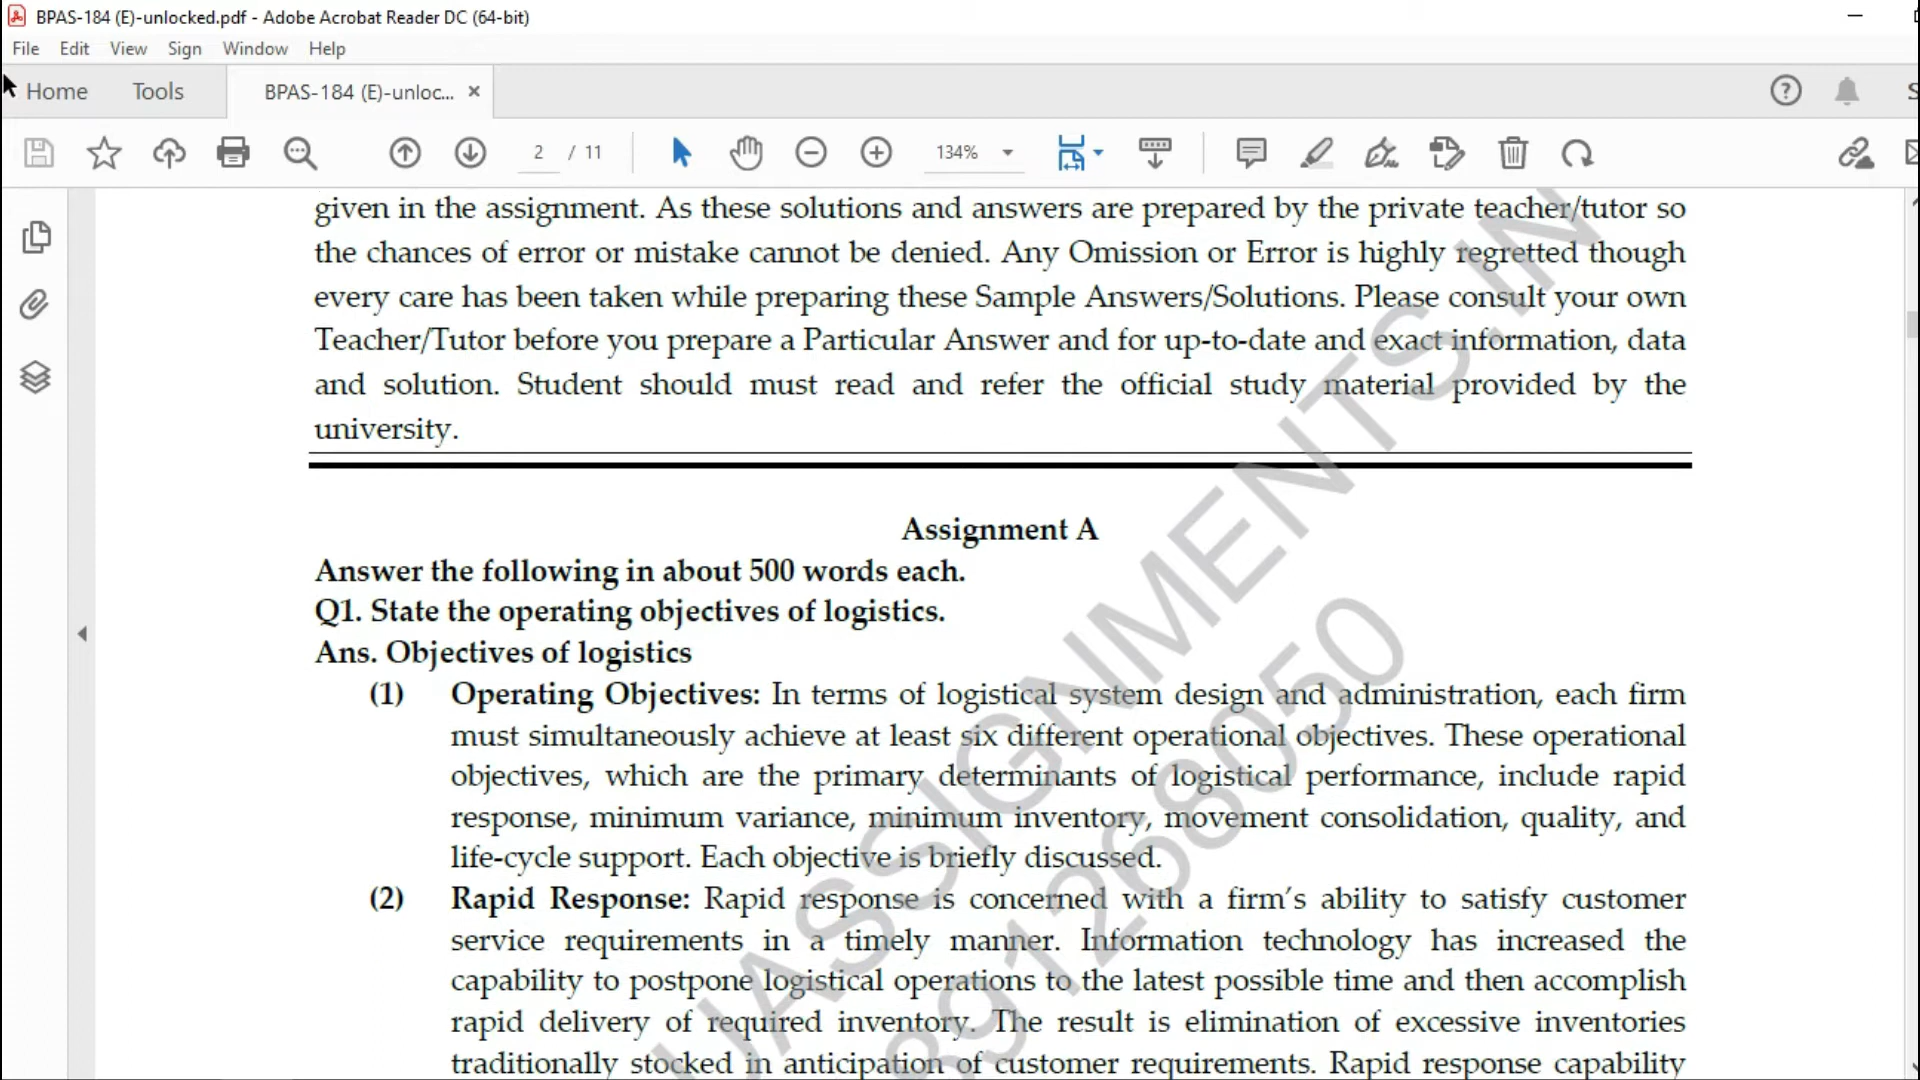 BPAS-184 (E)-unlocked.pdf - Adobe Acrobat Reader DC (64-bit)
File Edit View Sign Window Help
Home Tools BPAS-184 (E)-unloc...
2 / 11 134%
given in the assignment. As these solutions and answers are prepared by the private teacher/tutor so
the chances of error or mistake cannot be denied. Any Omission or Error is highly regretted though
every care has been taken while preparing these Sample Answers/Solutions. Please consult your own
Teacher/Tutor before you prepare a Particular Answer and for up-to-date and exact information, data
and solution. Student should must read and refer the official study material provided by the
university.
Assignment A
Answer the following in about 500 words each.
Q1. State the operating objectives of logistics.
Ans. Objectives of logistics
(1) Operating Objectives: In terms of logistical system design and administration, each firm
must simultaneously achieve at least six different operational objectives. These operational
objectives, which are the primary determinants of logistical performance, include rapid
response, minimum variance, minimum inventory, movement consolidation, quality, and
life-cycle support. Each objective is briefly discussed.
(2) Rapid Response: Rapid response is concerned with a firm's ability to satisfy customer
service requirements in a timely manner. Information technology has increased the
capability to postpone logistical operations to the latest possible time and then accomplish
rapid delivery of required inventory. The result is elimination of excessive inventories
traditionally stocked in anticipation of customer requirements. Rapid response capability
UASSIGNMENTS.IN
891268050